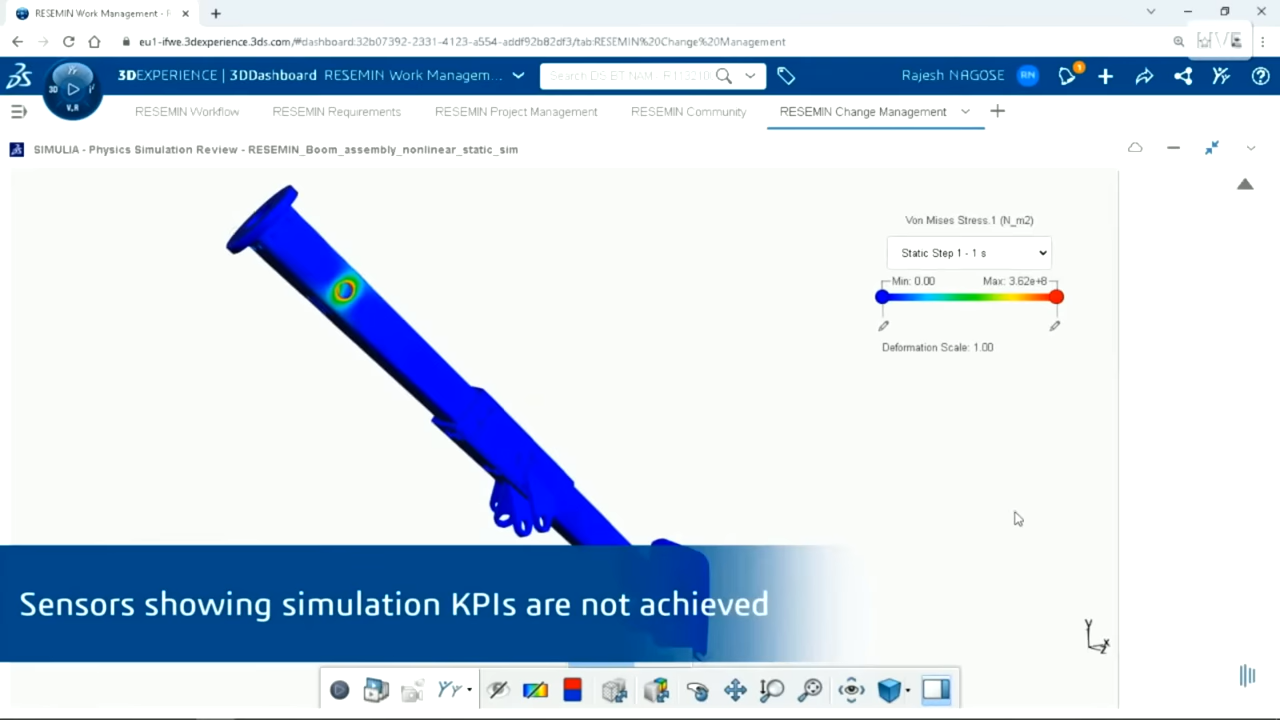 RESEMIN Work Management - R
eu1-ifwe.3dexperience.3ds.com/#dashboard:32b07392-2331-4123-a554-addf92b82df3/tab:RESEMIN%20Change%20Management
3DEXPERIENCE | 3DDashboard RESEMIN Work Managem...
Rajesh NAGOSE RN 1
3D V.R
RESEMIN Workflow
RESEMIN Requirements
RESEMIN Project Management
RESEMIN Community
RESEMIN Change Management
SIMULIA - Physics Simulation Review - RESEMIN_Boom_assembly_nonlinear_static_sim
Von Mises Stress.1 (N_m2)
Static Step 1 - 1 s
Min: 0.00 Max: 3.62e+8
Deformation Scale: 1.00
Sensors showing simulation KPIs are not achieved
Y
X
Z